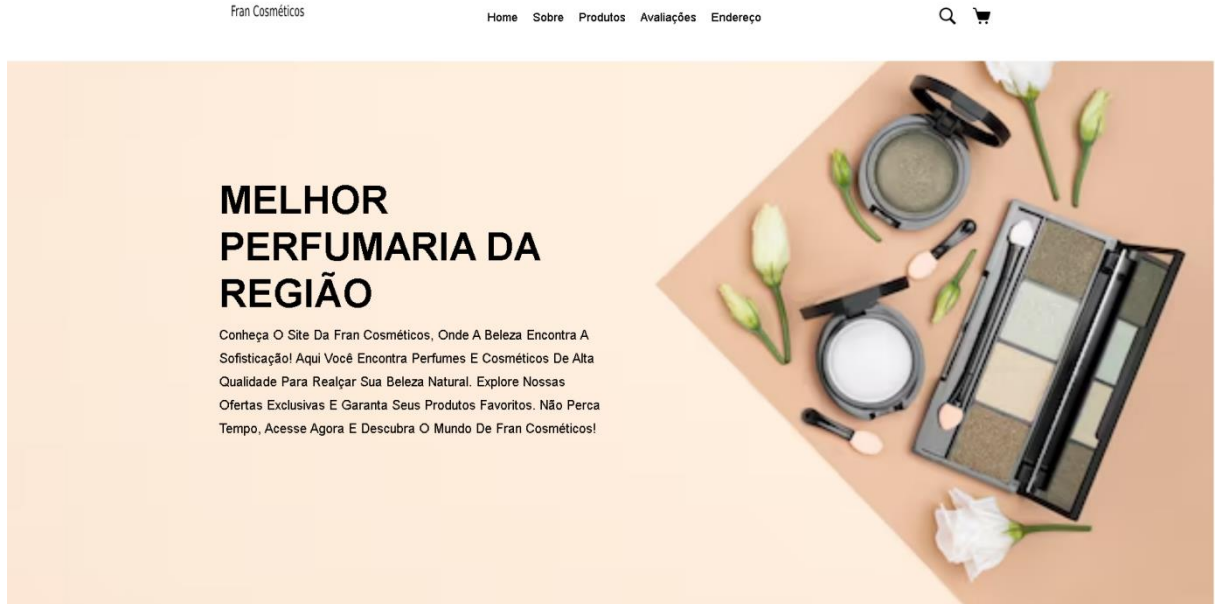 Fran Cosméticos
Home Sobre Produtos Avaliações Endereço
MELHOR
PERFUMARIA DA
REGIÃO
Conheça O Site Da Fran Cosméticos, Onde A Beleza Encontra A
Sofisticação! Aqui Você Encontra Perfumes E Cosméticos De Alta
Qualidade Para Realçar Sua Beleza Natural. Explore Nossas
Ofertas Exclusivas E Garanta Seus Produtos Favoritos. Não Perca
Tempo, Acesse Agora E Descubra O Mundo De Fran Cosméticos!